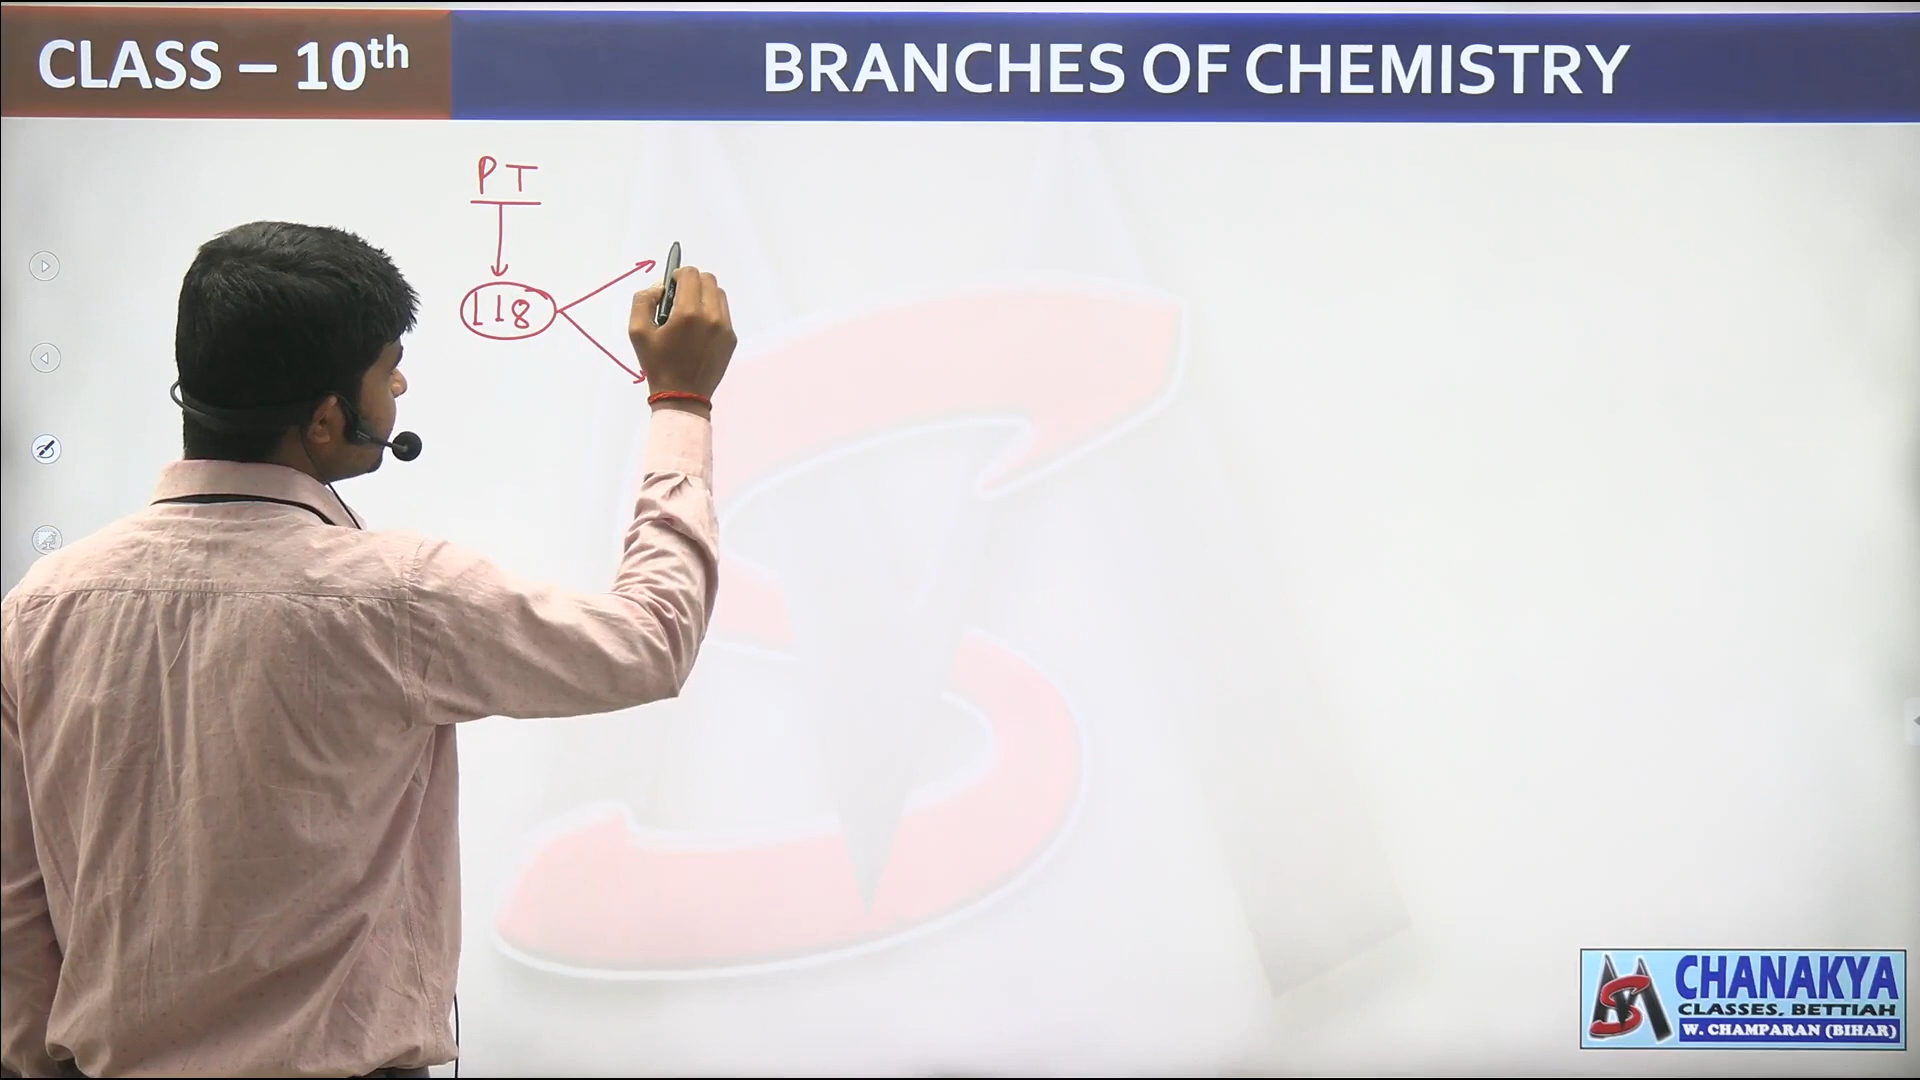 CLASS – 10th
BRANCHES OF CHEMISTRY
PT
118
CHANAKYA
CLASSES, BETTIAH
W. CHAMPARAN (BIHAR)